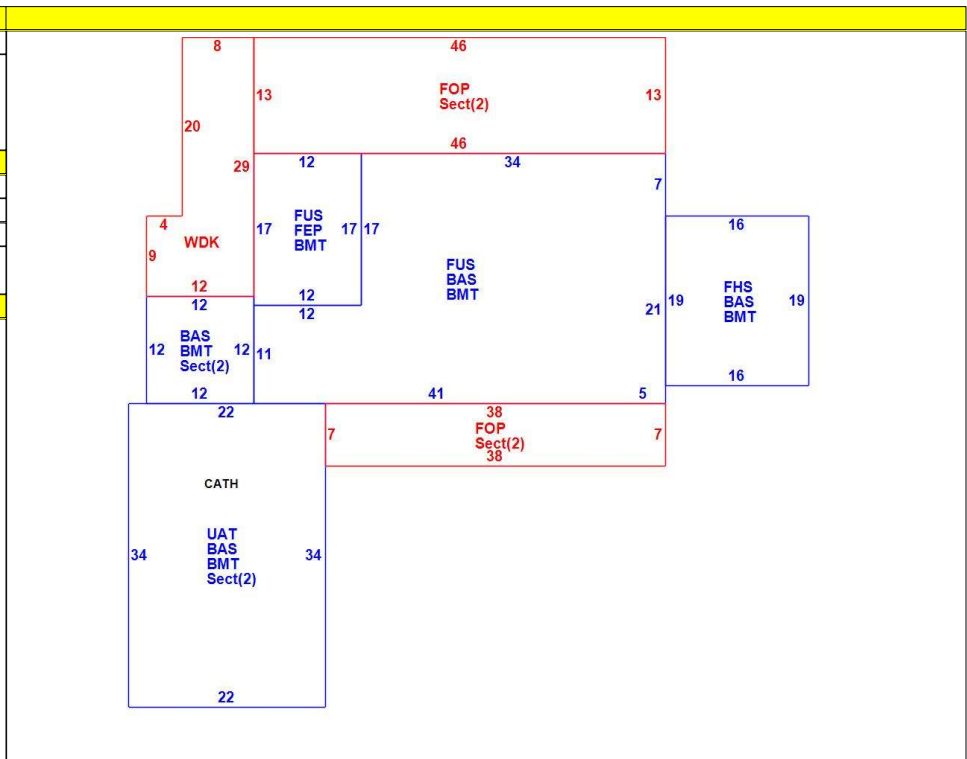 8
46
13
FOP
Sect(2)
13
20
46
29
12
34
7
4
17
FUS
FEP
BMT
17
17
16
9
WDK
FUS
BAS
BMT
12
12
12
12
21
19
FHS
BAS
BMT
19
12
BAS
BMT
Sect(2)
12
11
16
12
41
5
22
38
7
FOP
Sect(2)
7
38
CATH
34
UAT
BAS
BMT
Sect(2)
34
22